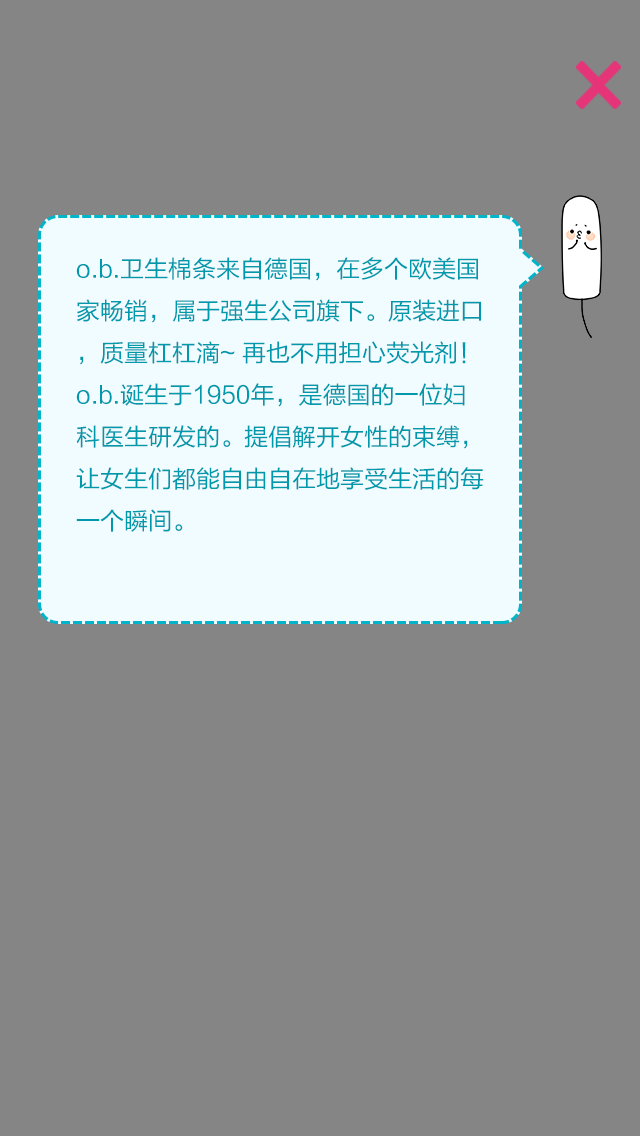 o.b.卫生棉条来自德国，在多个欧美国
家畅销，属于强生公司旗下。原装进口
，质量杠杠滴~ 再也不用担心荧光剂！
o.b.诞生于1950年，是德国的一位妇
科医生研发的。提倡解开女性的束缚，
让女生们都能自由自在地享受生活的每
一个瞬间。